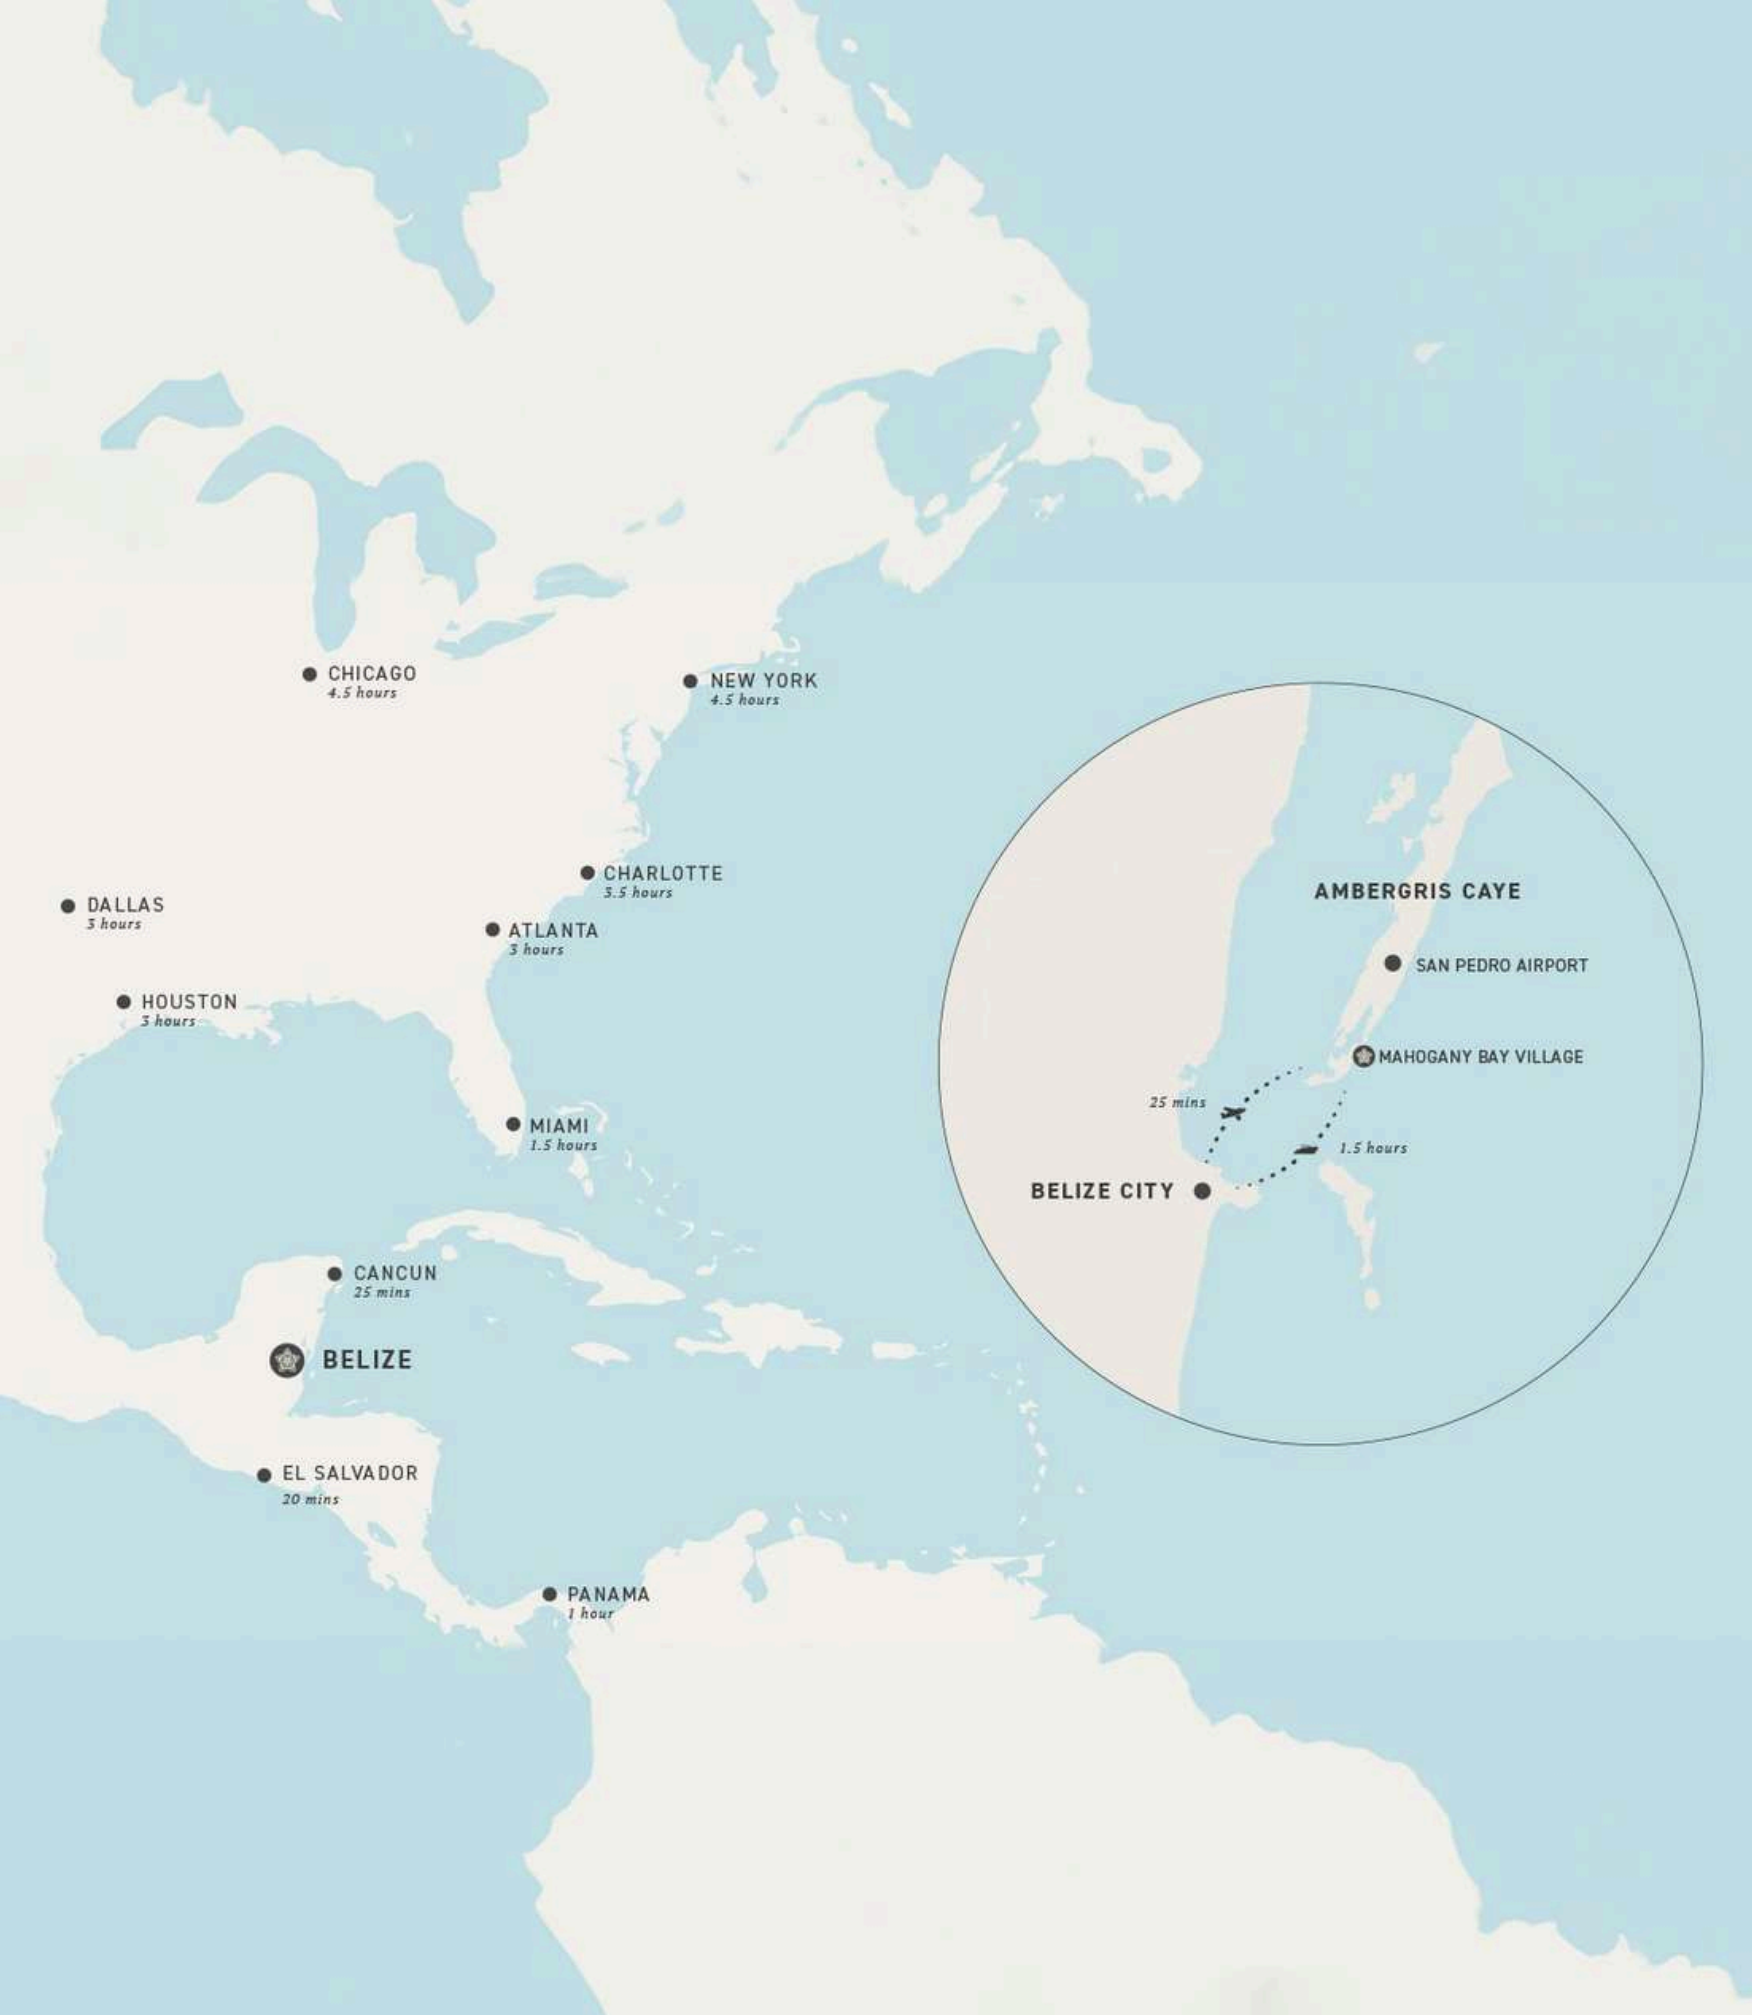 CHICAGO
4.5 hours
NEW YORK
4.5 hours
CHARLOTTE
3.5 hours
DALLAS
3 hours
ATLANTA
3 hours
HOUSTON
3 hours
MIAMI
1.5 hours
CANCUN
25 mins
BELIZE
EL SALVADOR
20 mins
PANAMA
1 hour
AMBERGRIS CAYE
SAN PEDRO AIRPORT
MAHOGANY BAY VILLAGE
25 mins
1.5 hours
BELIZE CITY